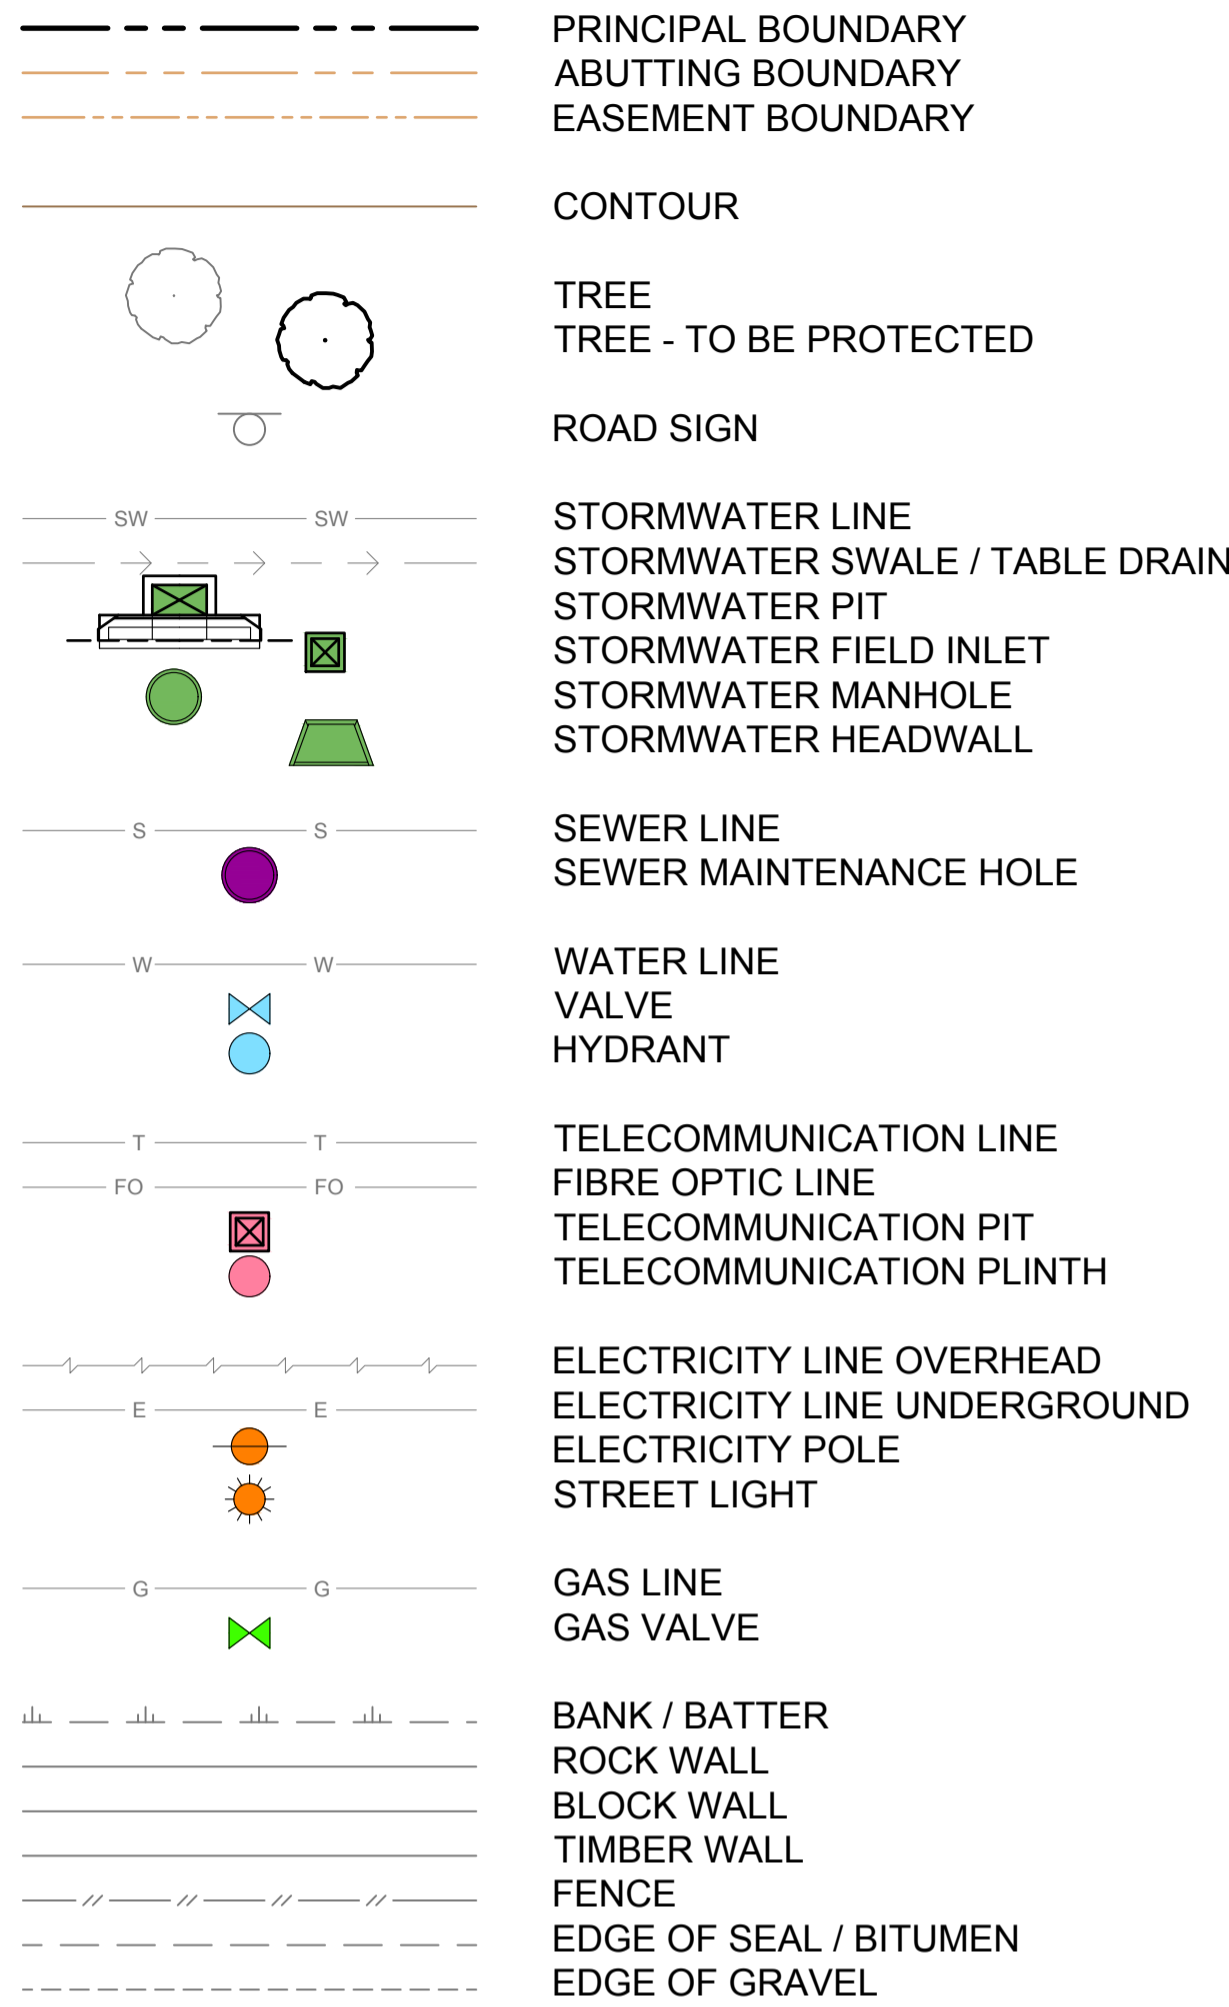 PRINCIPAL BOUNDARY
ABUTTING BOUNDARY
EASEMENT BOUNDARY
CONTOUR
TREE
TREE - TO BE PROTECTED
ROAD SIGN
SW SW STORMWATER LINE
STORMWATER SWALE / TABLE DRAIN
STORMWATER PIT
STORMWATER FIELD INLET
STORMWATER MANHOLE
STORMWATER HEADWALL
S S SEWER LINE
SEWER MAINTENANCE HOLE
W W WATER LINE
VALVE
HYDRANT
T T TELECOMMUNICATION LINE
FO FO FIBRE OPTIC LINE
TELECOMMUNICATION PIT
TELECOMMUNICATION PLINTH
ELECTRICITY LINE OVERHEAD
E E ELECTRICITY LINE UNDERGROUND
ELECTRICITY POLE
STREET LIGHT
G G GAS LINE
GAS VALVE
BANK / BATTER
ROCK WALL
BLOCK WALL
TIMBER WALL
FENCE
EDGE OF SEAL / BITUMEN
EDGE OF GRAVEL